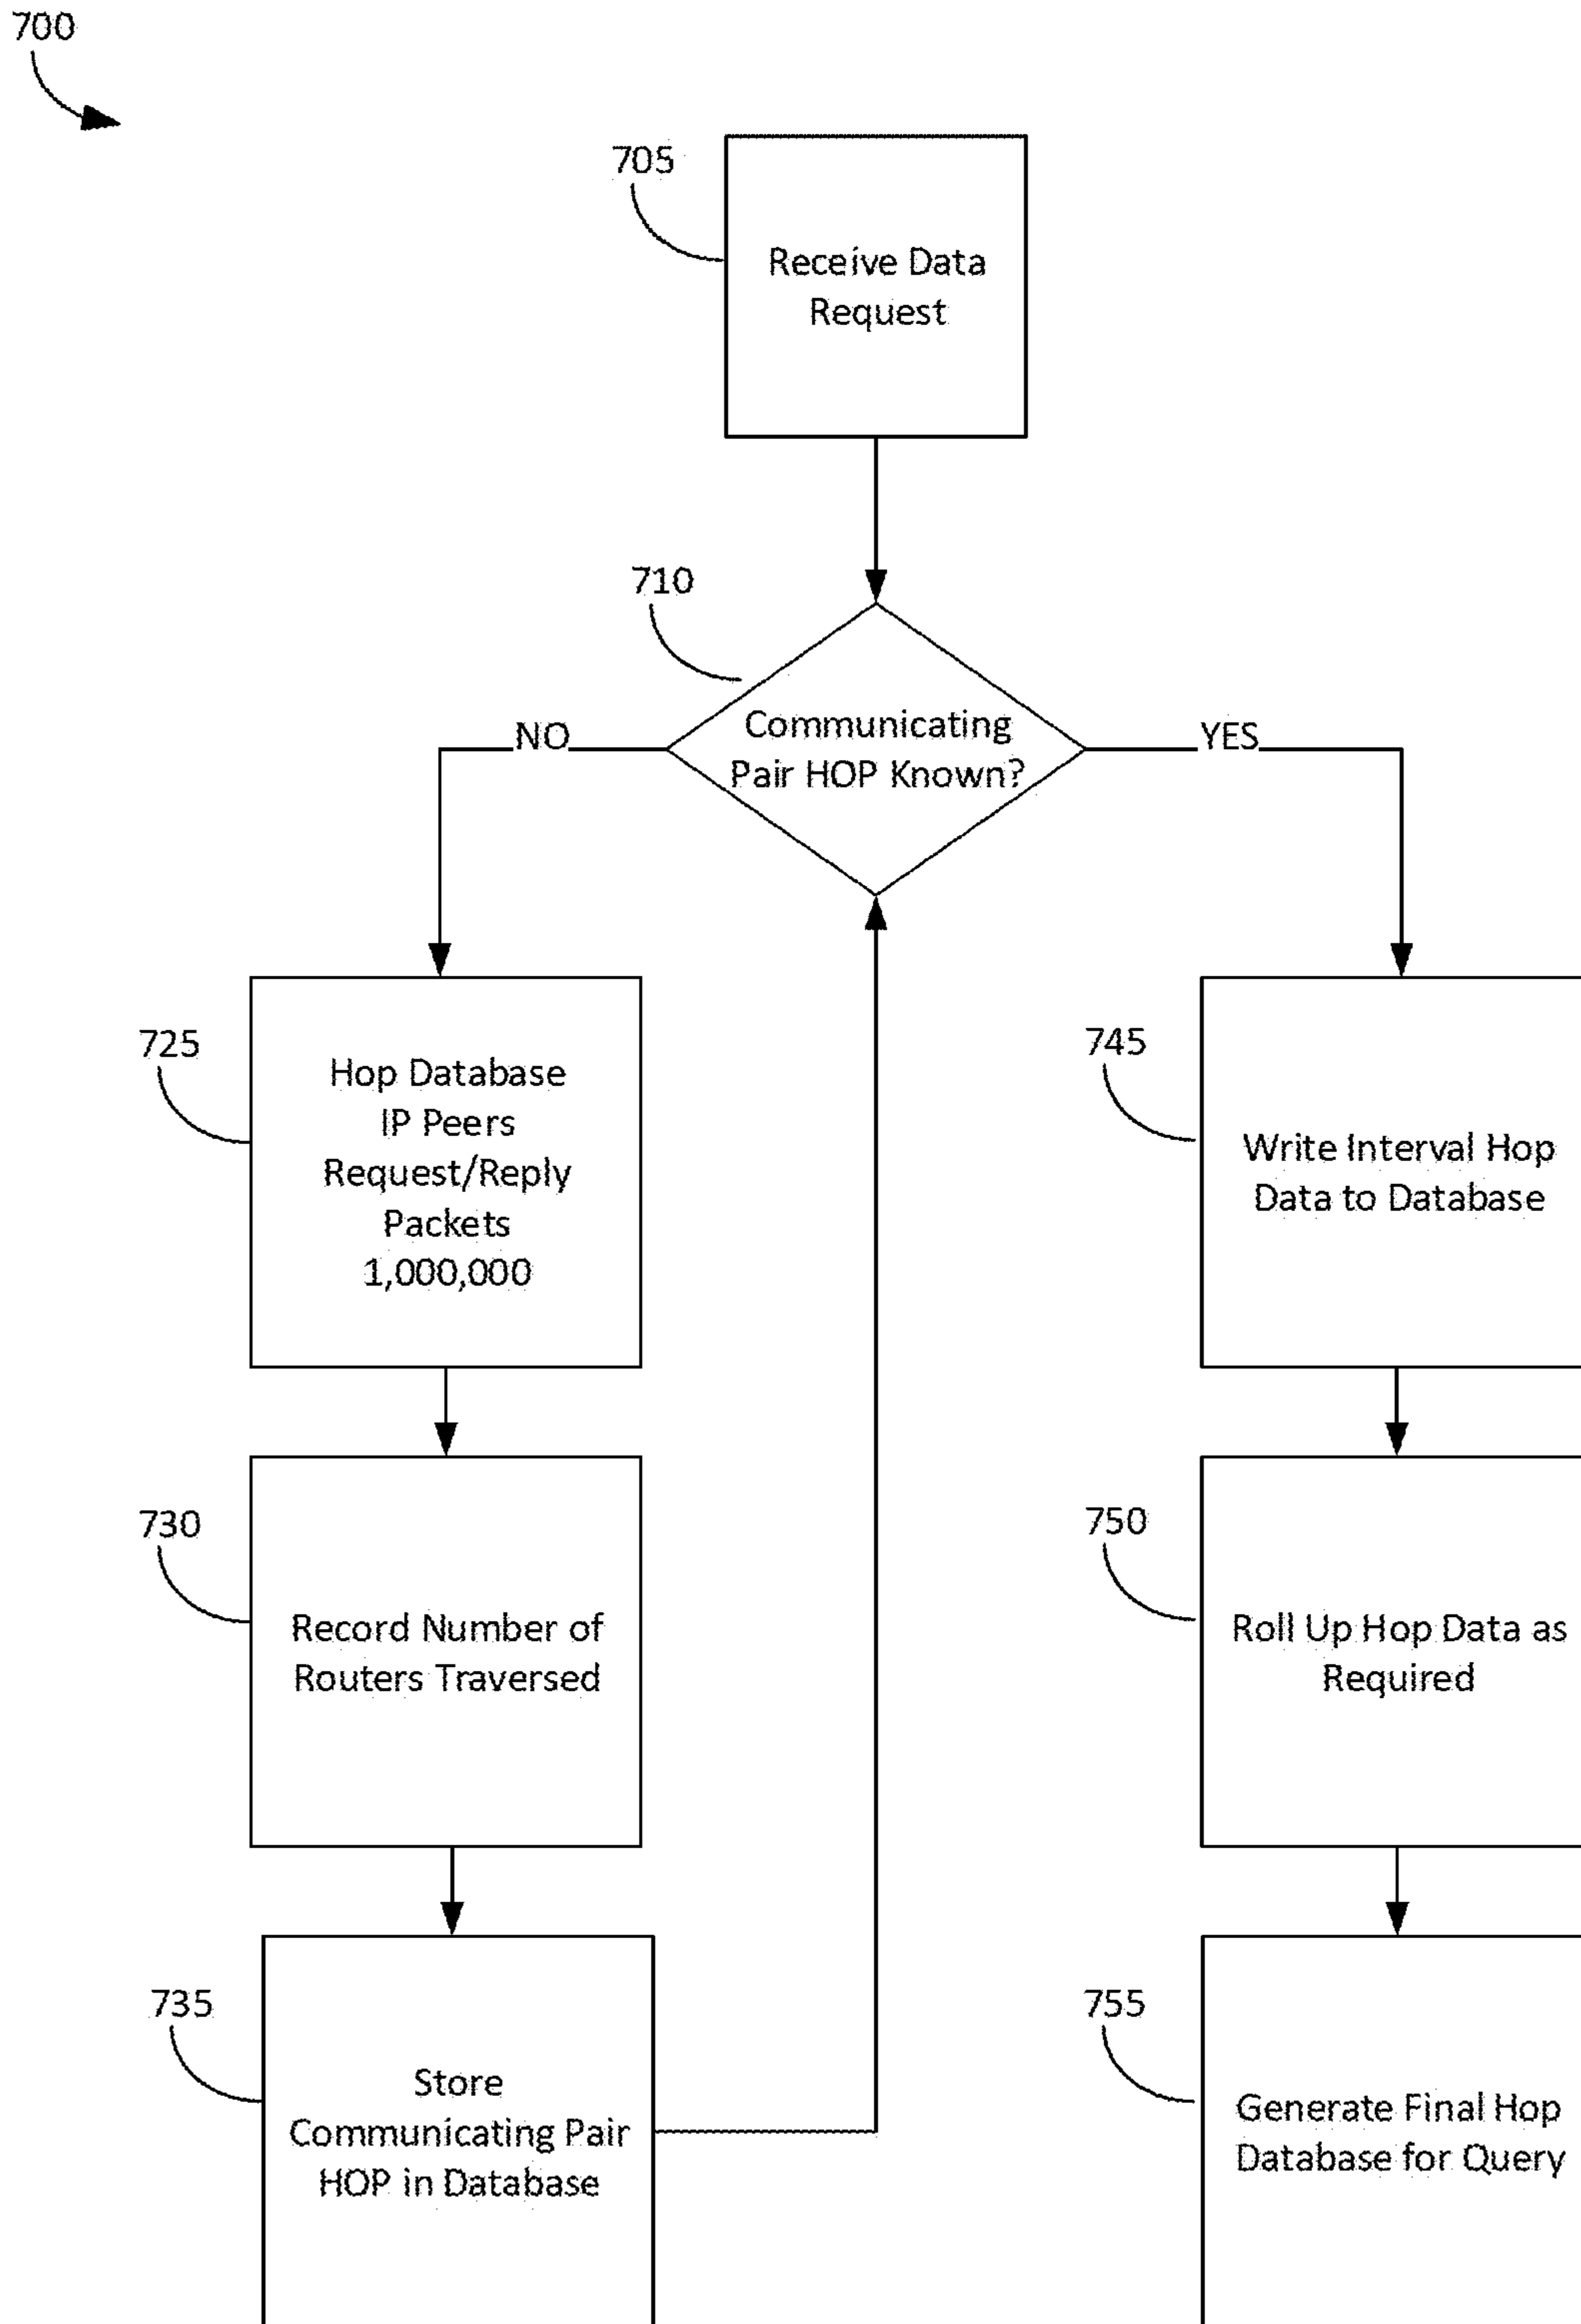 700
705
Receive Data
Request
710
Communicating
Pair HOP Known?
NO
YES
725
Hop Database
IP Peers
Request/Reply
Packets
1,000,000
745
Write Interval Hop
Data to Database
730
Record Number of
Routers Traversed
750
Roll Up Hop Data as
Required
735
Store
Communicating Pair
HOP in Database
755
Generate Final Hop
Database for Query